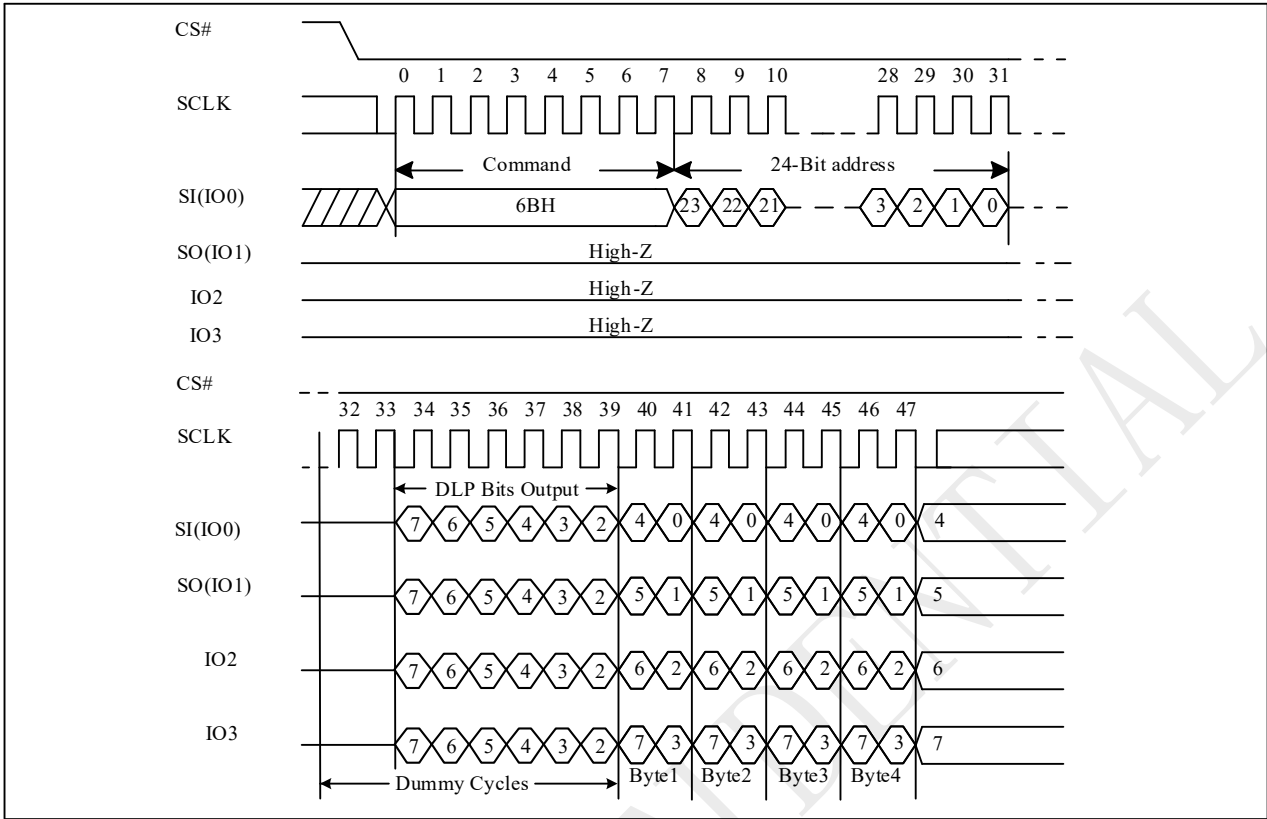 CS#
0 1 2 3 4 5 6 7 8 9 10 28 29 30 31
SCLK
Command 24-Bit address
SI(IO0) 6BH 23 22 21 3 2 1 0
SO(IO1) High-Z
IO2 High-Z
IO3 High-Z
CS#
32 33 34 35 36 37 38 39 40 41 42 43 44 45 46 47
SCLK
DLP Bits Output
SI(IO0) 7 6 5 4 3 2 4 0 4 0 4 0 4 0 4
SO(IO1) 7 6 5 4 3 2 5 1 5 1 5 1 5 1 5
IO2 7 6 5 4 3 2 6 2 6 2 6 2 6 2 6
IO3 7 6 5 4 3 2 7 3 7 3 7 3 7 3 7
Dummy Cycles Byte1 Byte2 Byte3 Byte4
DENTIAL